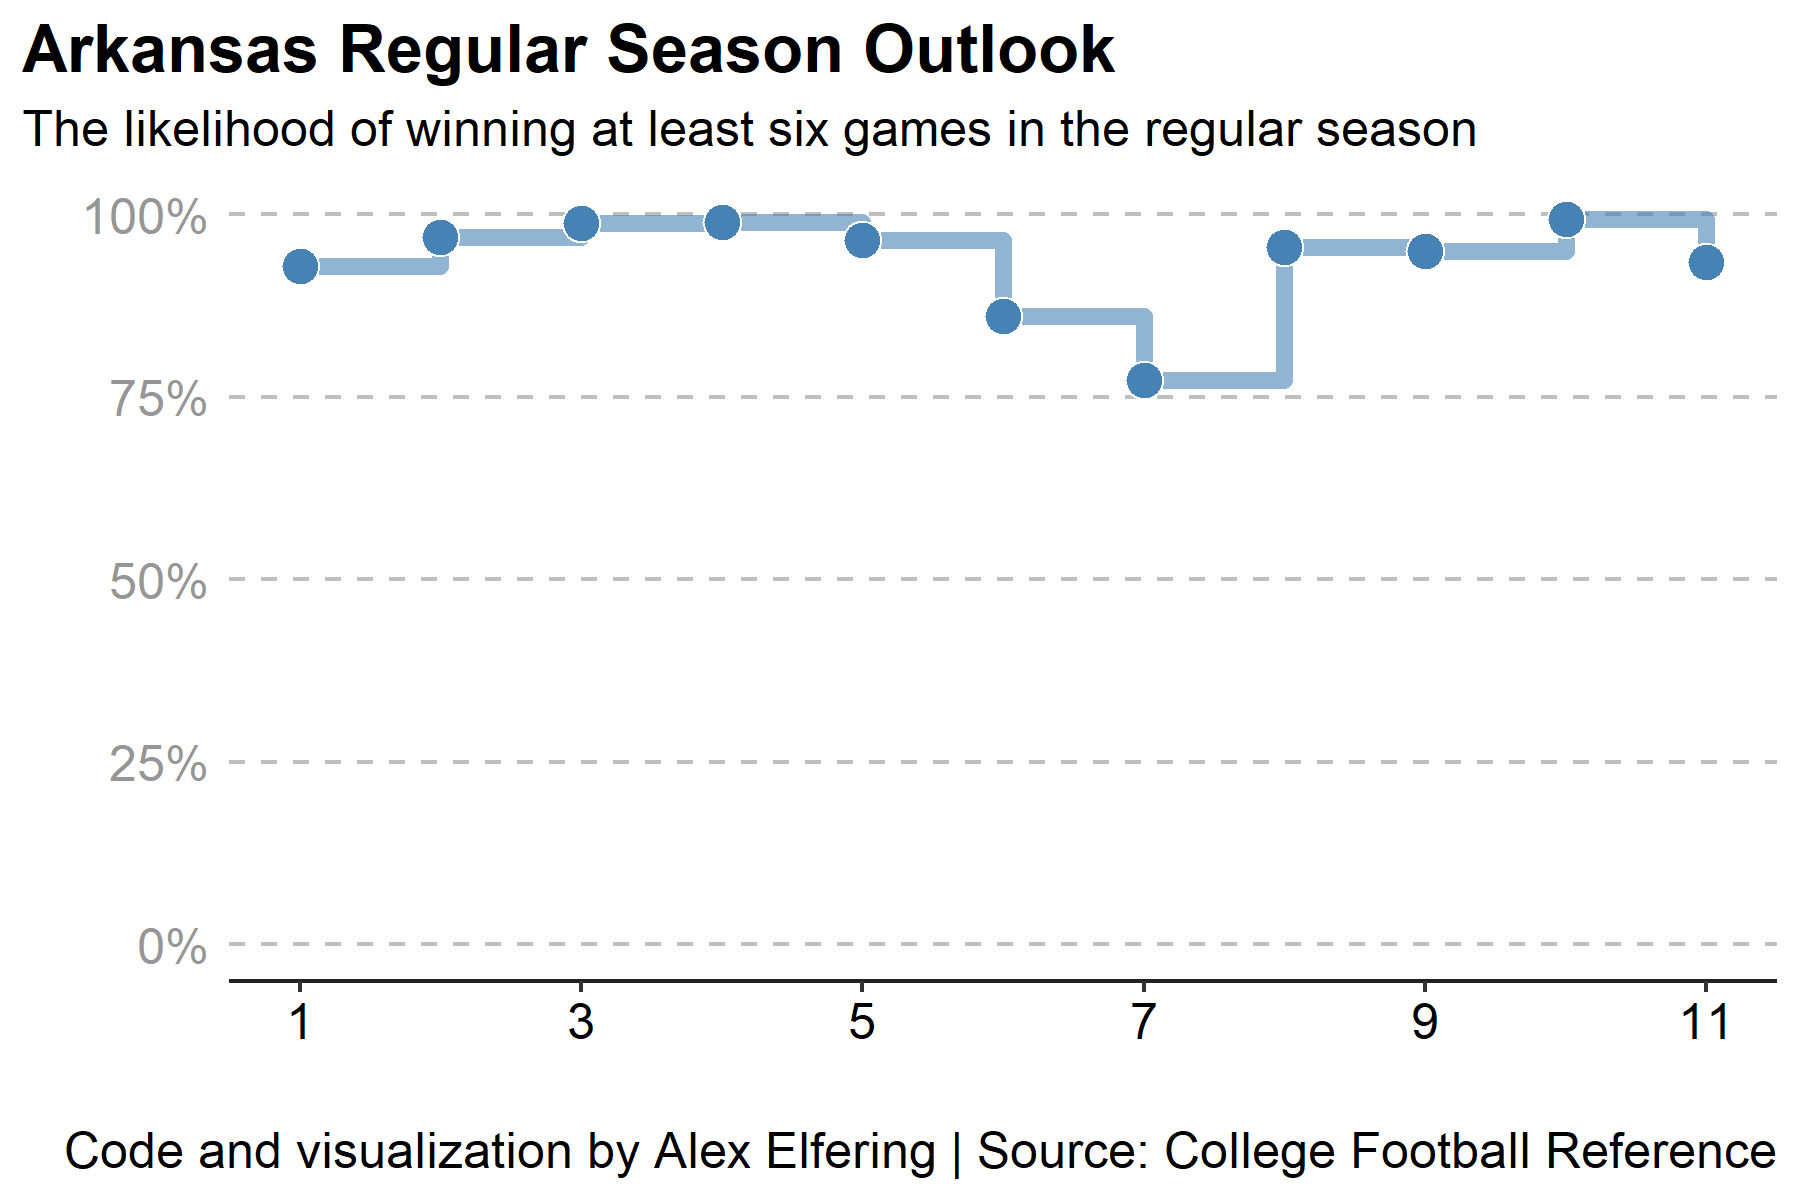 Arkansas Regular Season Outlook
The likelihood of winning at least six games in the regular season
100%
75%
50%
25%
0%
1 3 5 7 9 11
Code and visualization by Alex Elfering | Source: College Football Reference